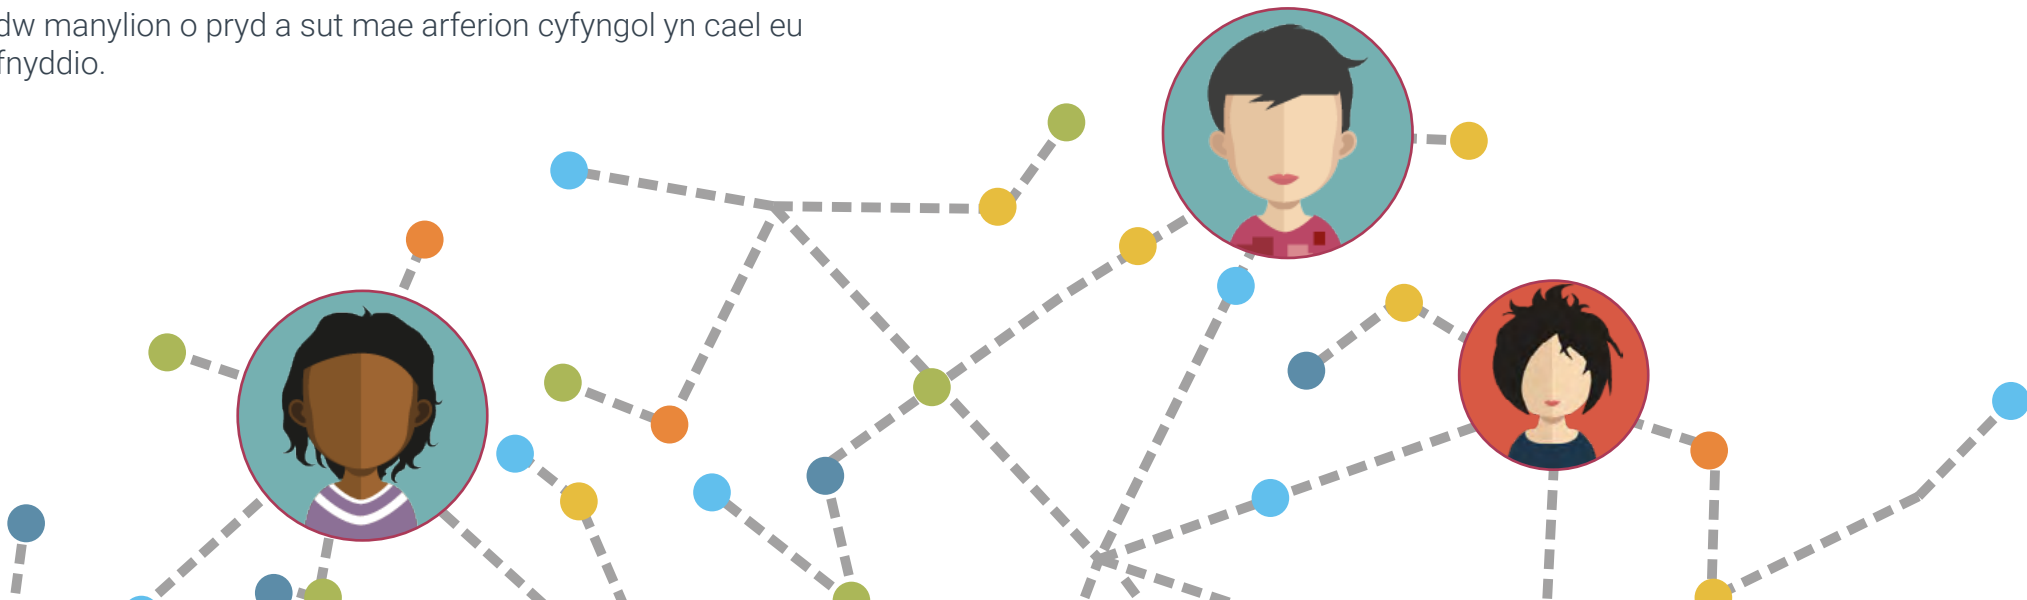 dw manylion o pryd a sut mae arferion cyfyngol yn cael eu
fnyddio.